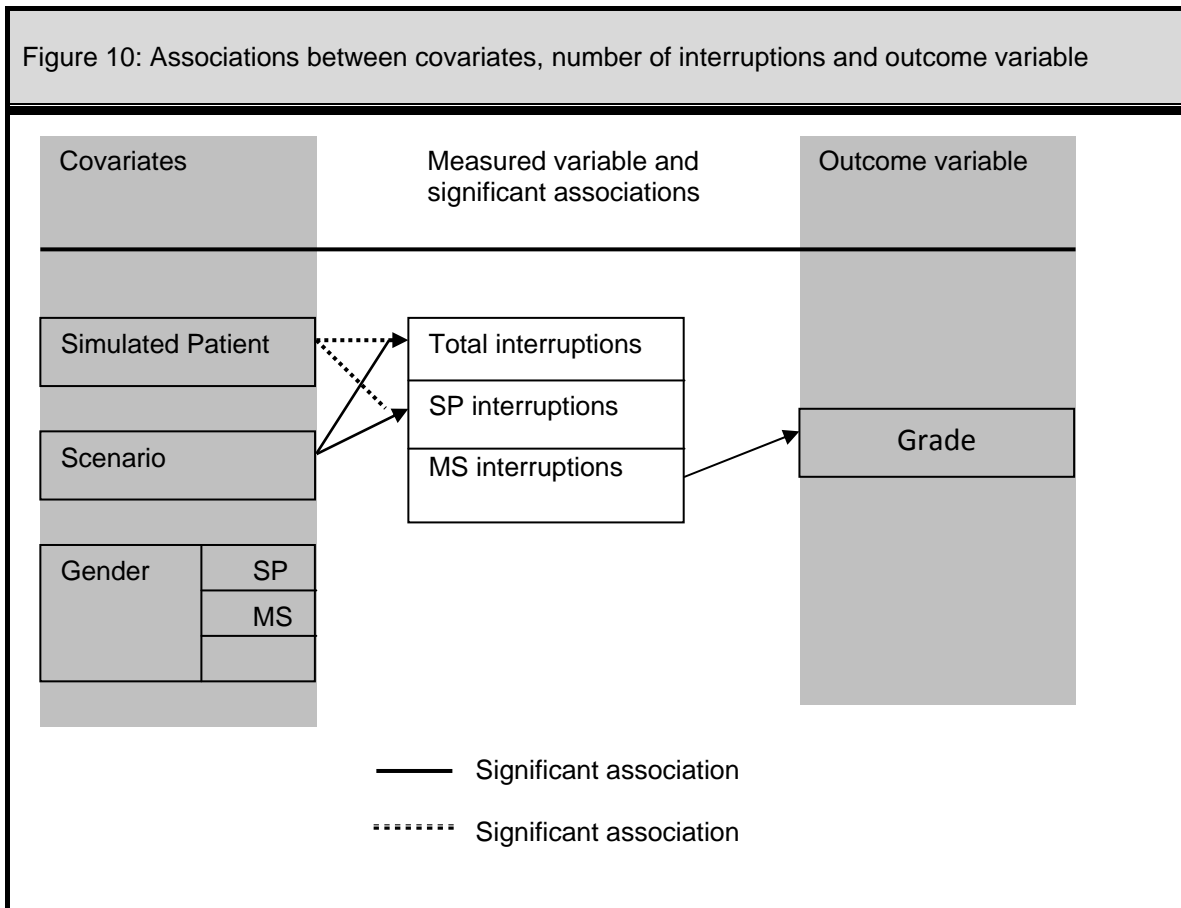 Figure 10: Associations between covariates, number of interruptions and outcome variable
Covariates
Measured variable and
significant associations
Outcome variable
Simulated Patient
Scenario
Gender
SP
MS
Total interruptions
SP interruptions
MS interruptions
Grade
Significant association
Significant association